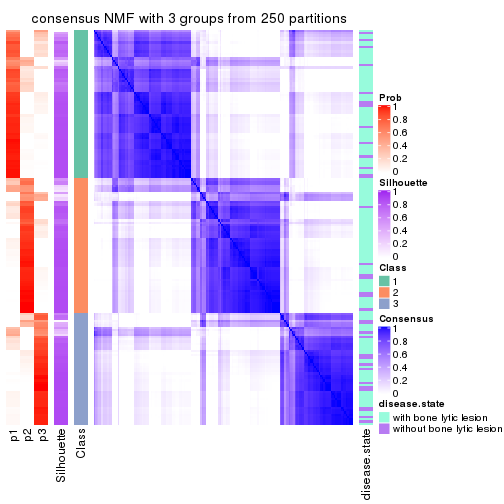 consensus NMF with 3 groups from 250 partitions
Prob
1
0.8
0.6
0.4
0.2
0
Silhouette
1
0.8
0.6
0.4
0.2
0
Class
1
2
3
Consensus
1
0.8
0.6
0.4
0.2
0
disease.state
with bone lytic lesion
without bone lytic lesion
p1
p2
p3
Silhouette
Class
disease.state